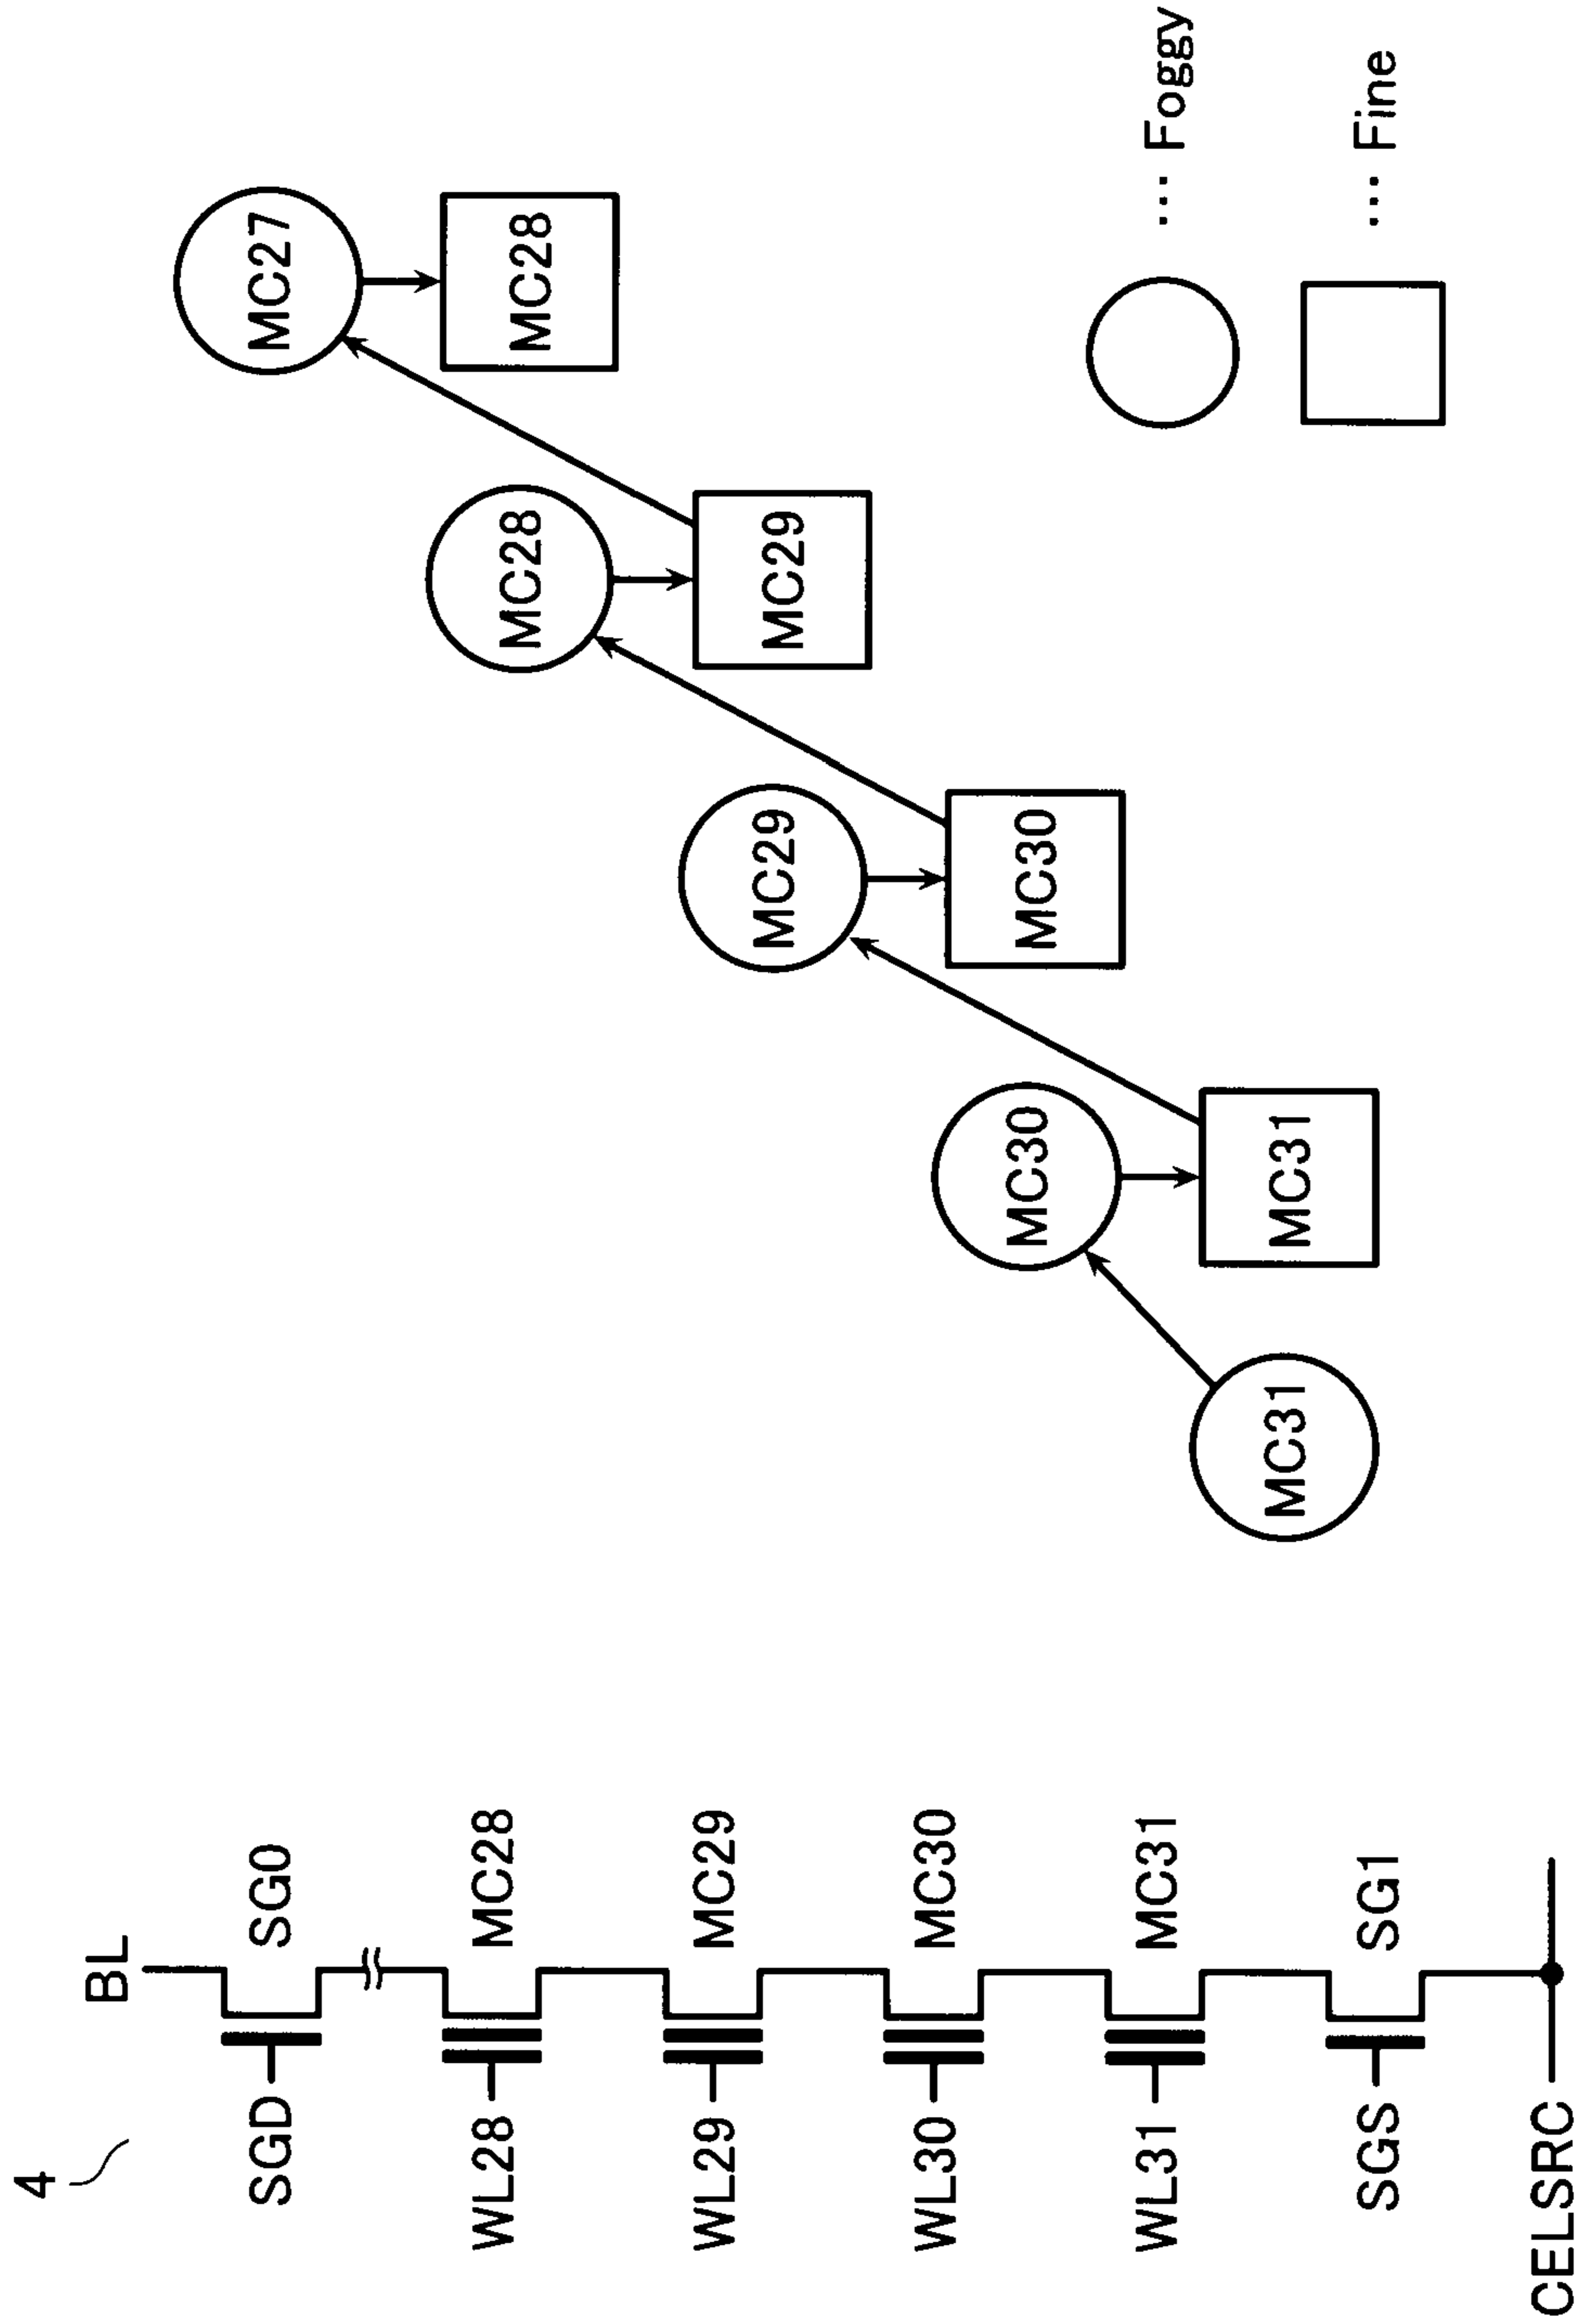 4
BL
SGD
SG0
WL28
MC28
WL29
MC29
WL30
MC30
WL31
MC31
SGS
SG1
CELSRC
MC31
MC30
MC31
MC29
MC30
MC28
MC29
MC27
MC28
... Foggy
... Fine